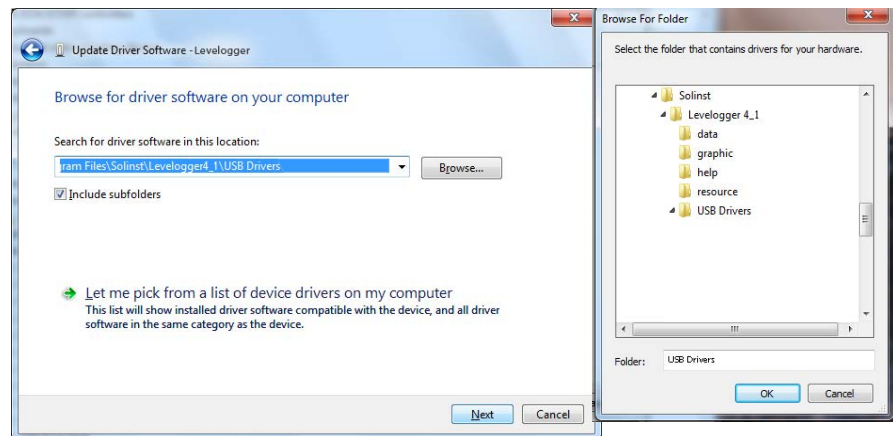 Update Driver Software - Levelogger
Browse for driver software on your computer
Search for driver software in this location:
ram Files\Solinst\Levelogger4_1\USB Drivers
Browse...
Include subfolders
Let me pick from a list of device drivers on my computer
This list will show installed driver software compatible with the device, and all driver
software in the same category as the device.
Next
Cancel
Browse For Folder
Select the folder that contains drivers for your hardware.
Solinst
Levelogger 4_1
data
graphic
help
resource
USB Drivers
Folder:
USB Drivers
OK
Cancel